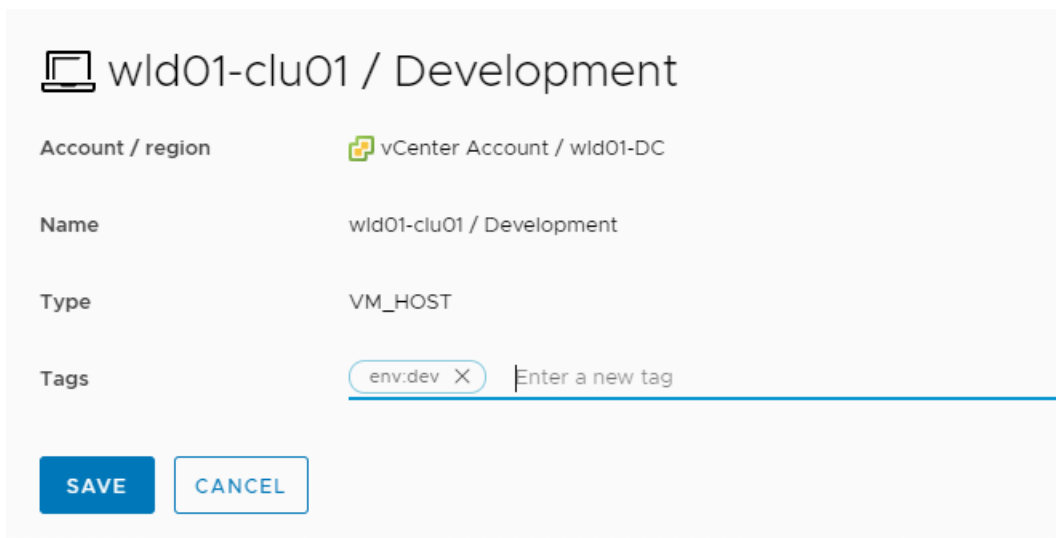 wld01-clu01 / Development
Account / region vCenter Account / wld01-DC
Name wld01-clu01 / Development
Type VM_HOST
Tags env:dev × Enter a new tag
SAVE CANCEL